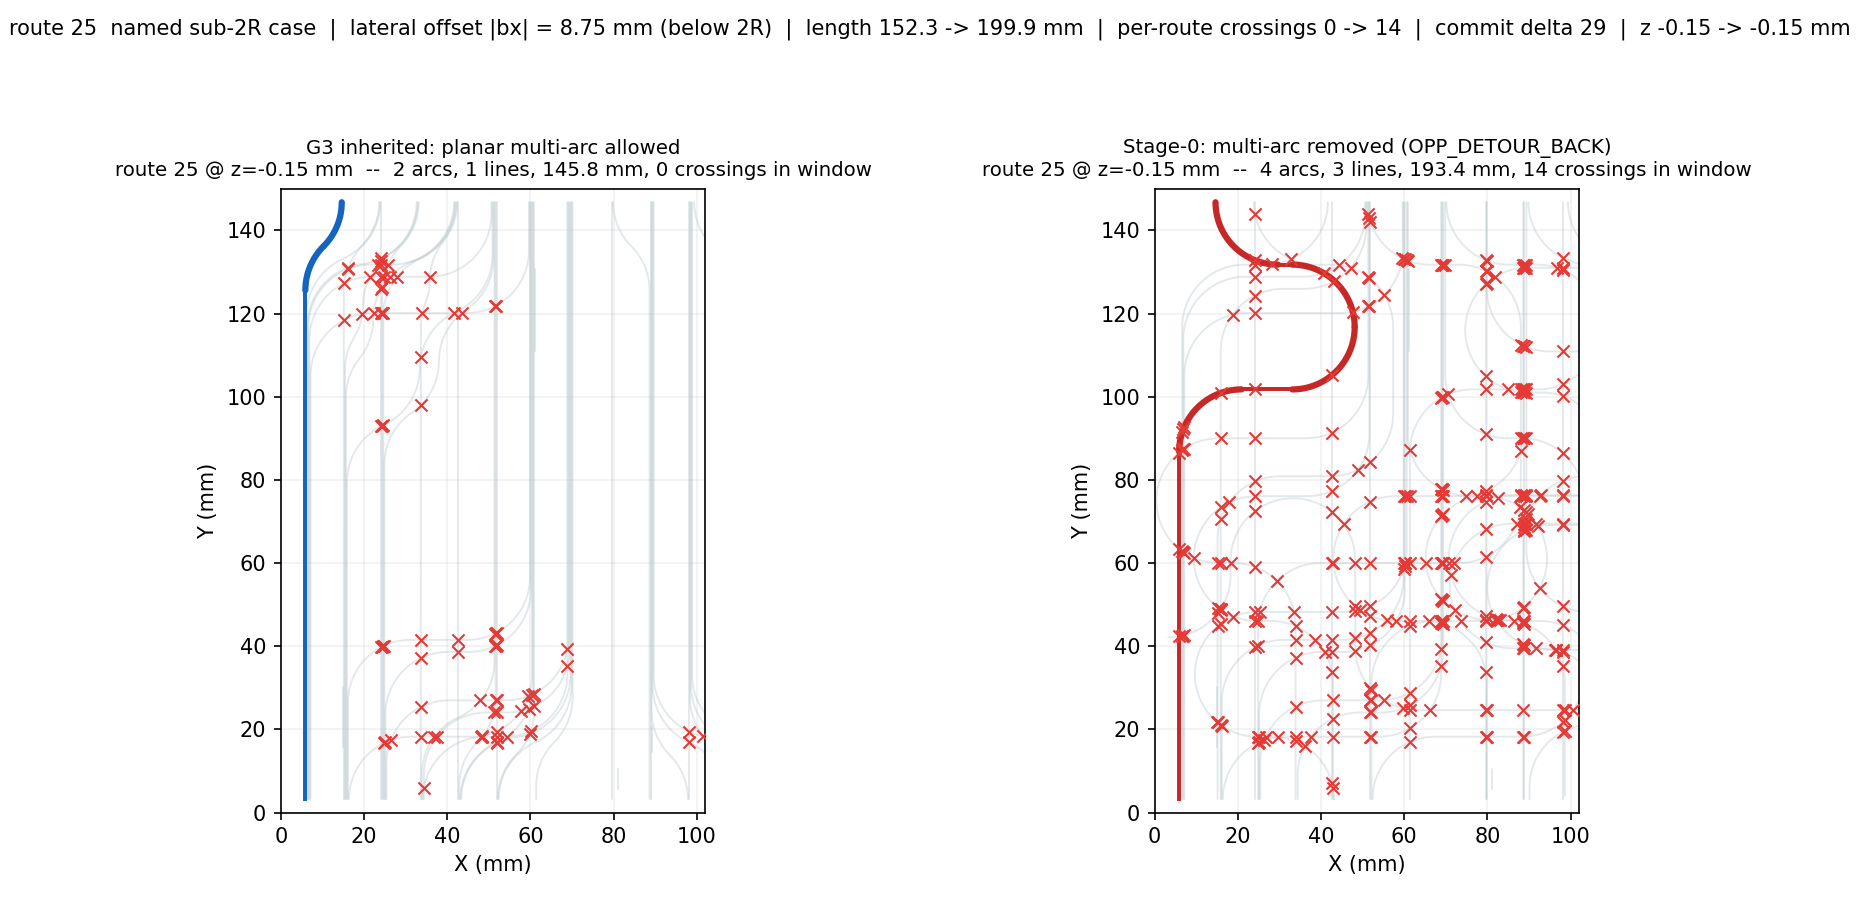 route 25  named sub-2R case  |  lateral offset |bx| = 8.75 mm (below 2R)  |  length 152.3 -> 199.9 mm  |  per-route crossings 0 -> 14  |  commit delta 29  |  z -0.15 -> -0.15 mm
G3 inherited: planar multi-arc allowed
route 25 @ z=-0.15 mm  --  2 arcs, 1 lines, 145.8 mm, 0 crossings in window
140
120
100
80
60
40
20
0
Y (mm)
0 20 40 60 80 100
X (mm)
Stage-0: multi-arc removed (OPP_DETOUR_BACK)
route 25 @ z=-0.15 mm  --  4 arcs, 3 lines, 193.4 mm, 14 crossings in window
140
120
100
80
60
40
20
0
Y (mm)
0 20 40 60 80 100
X (mm)